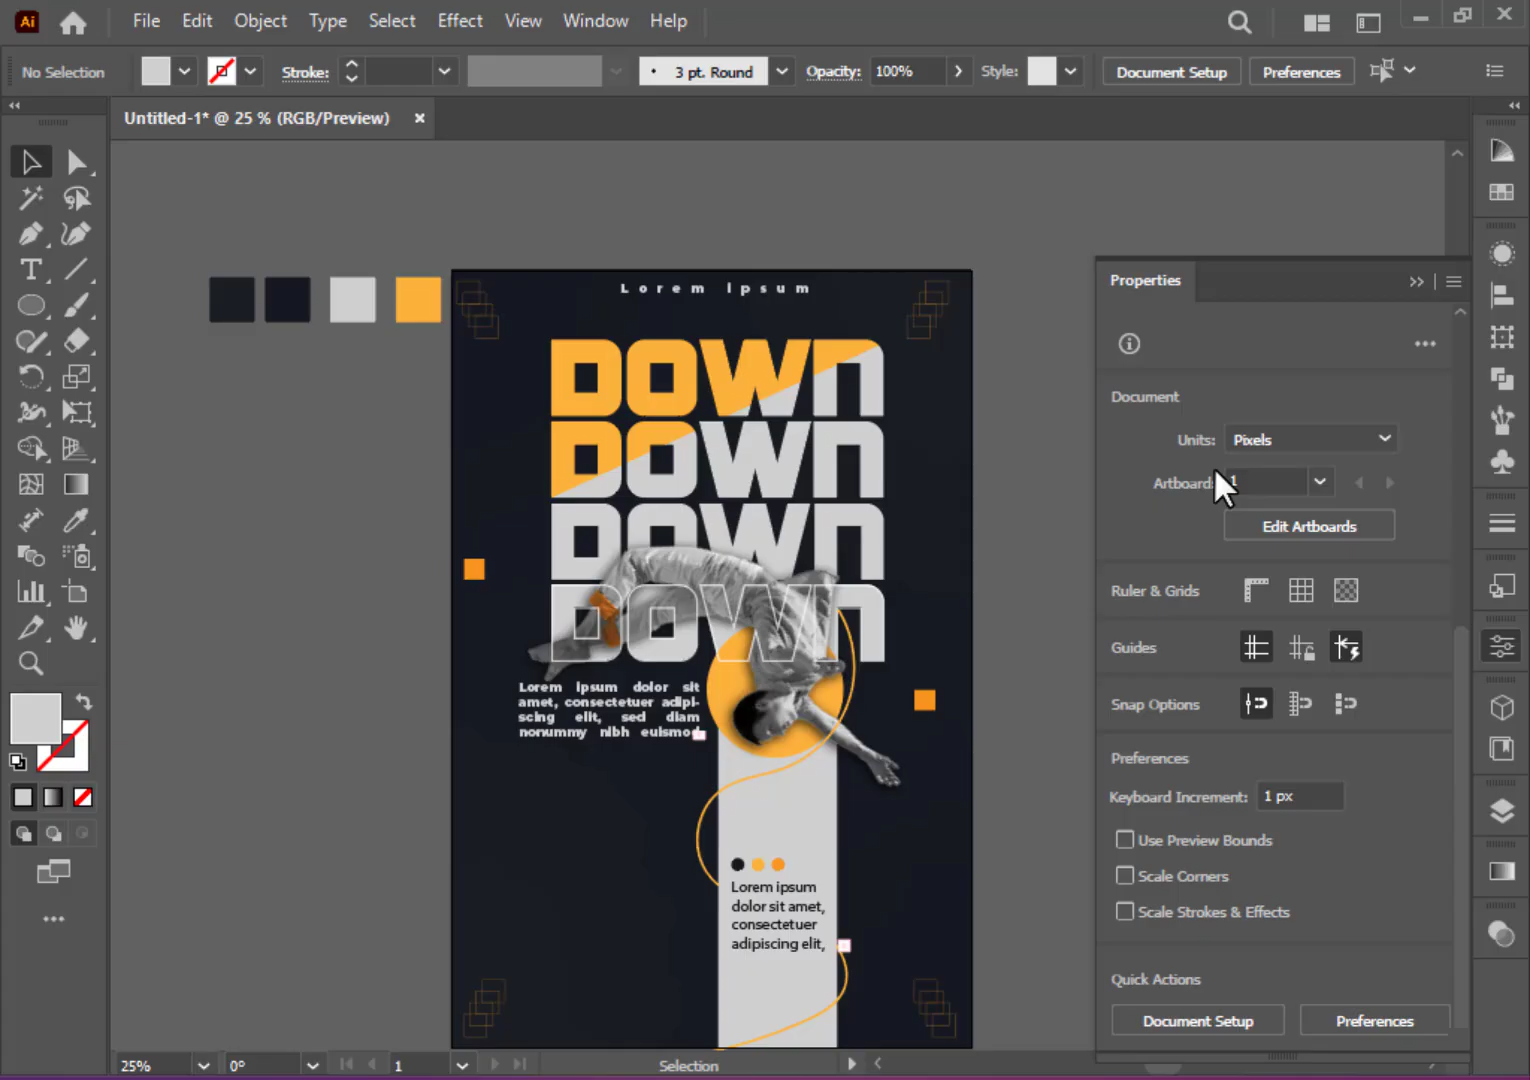 Ai File Edit Object Type Select Effect View Window Help
No Selection Stroke: 3 pt. Round Opacity: 100% Style: Document Setup Preferences
Untitled-1* @ 25 % (RGB/Preview)
Lorem Ipsum
DOWN
DOWN
DOWN
DOWN
Lorem ipsum dolor sit
amet, consectetuer adipi-
scing elit, sed diam
nonummy nibh euismod
Lorem ipsum
dolor sit amet,
consectetuer
adipiscing elit,
Properties
Document
Units: Pixels
Artboard: 1
Edit Artboards
Ruler & Grids
Guides
Snap Options
Preferences
Keyboard Increment: 1 px
Use Preview Bounds
Scale Corners
Scale Strokes & Effects
Quick Actions
Document Setup Preferences
25% 0° 1 Selection